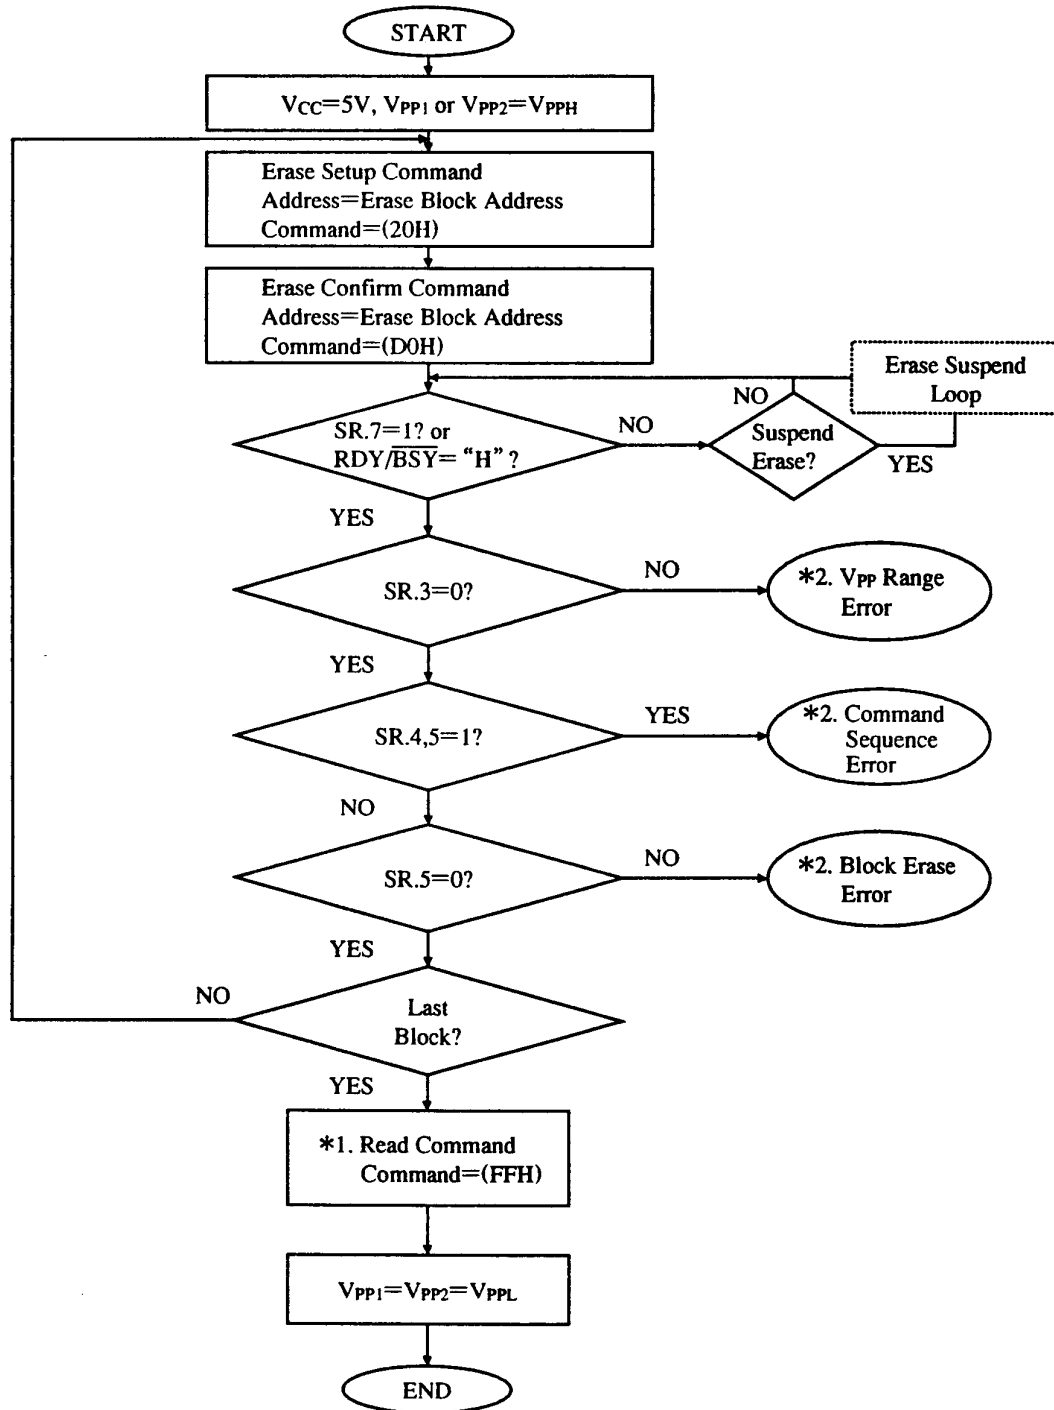 START
VCC=5V, VPP1 or VPP2=VPPH
Erase Setup Command
Address=Erase Block Address
Command=(20H)
Erase Confirm Command
Address=Erase Block Address
Command=(D0H)
Erase Suspend
Loop
NO
SR.7=1? or
RDY/B̅S̅Y̅= “H” ?
NO
Suspend
Erase?
YES
YES
SR.3=0?
NO
*2. VPP Range
Error
YES
SR.4,5=1?
YES
*2. Command
Sequence
Error
NO
SR.5=0?
NO
*2. Block Erase
Error
YES
NO
Last
Block?
YES
*1. Read Command
Command=(FFH)
VPP1=VPP2=VPPL
END